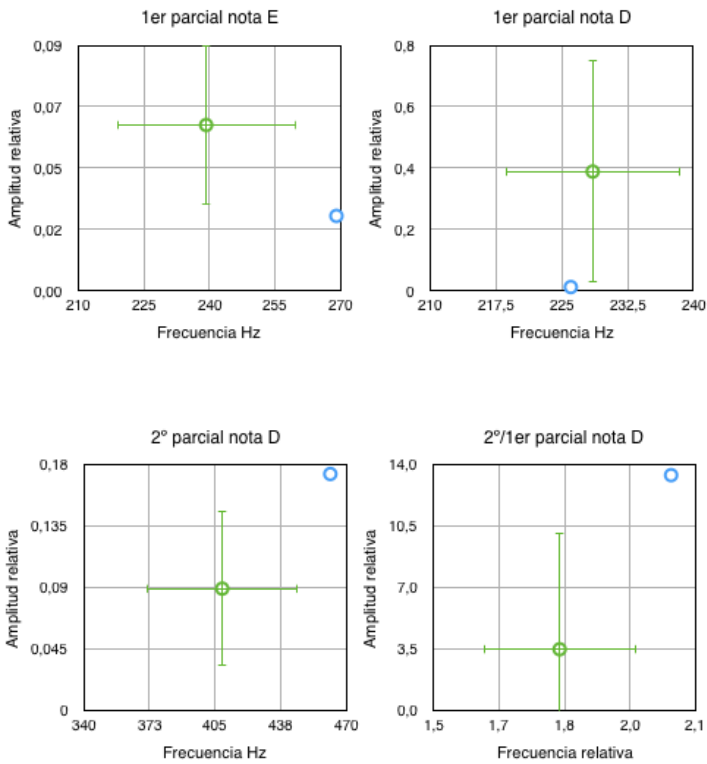 1er parcial nota E
0,09
0,07
0,05
0,02
0,00
210 225 240 255 270
Amplitud relativa
Frecuencia Hz
1er parcial nota D
0,8
0,6
0,4
0,2
0
210 217,5 225 232,5 240
Amplitud relativa
Frecuencia Hz
2° parcial nota D
0,18
0,135
0,09
0,045
0
340 373 405 438 470
Amplitud relativa
Frecuencia Hz
2°/1er parcial nota D
14,0
10,5
7,0
3,5
0,0
1,5 1,7 1,8 2,0 2,1
Amplitud relativa
Frecuencia relativa